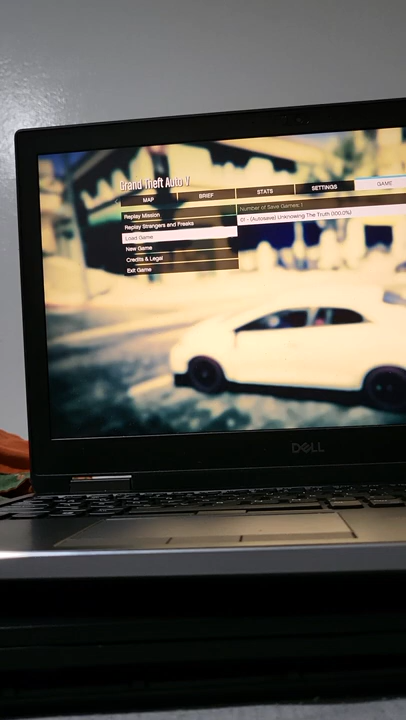 Grand Theft Auto V
MAP BRIEF STATS SETTINGS GAME
Replay Mission
Replay Strangers and Freaks
Load Game
New Game
Credits & Legal
Exit Game
Number of Save Games: 1
01 - (Autosave) Unknowing The Truth (100.0%)
DELL